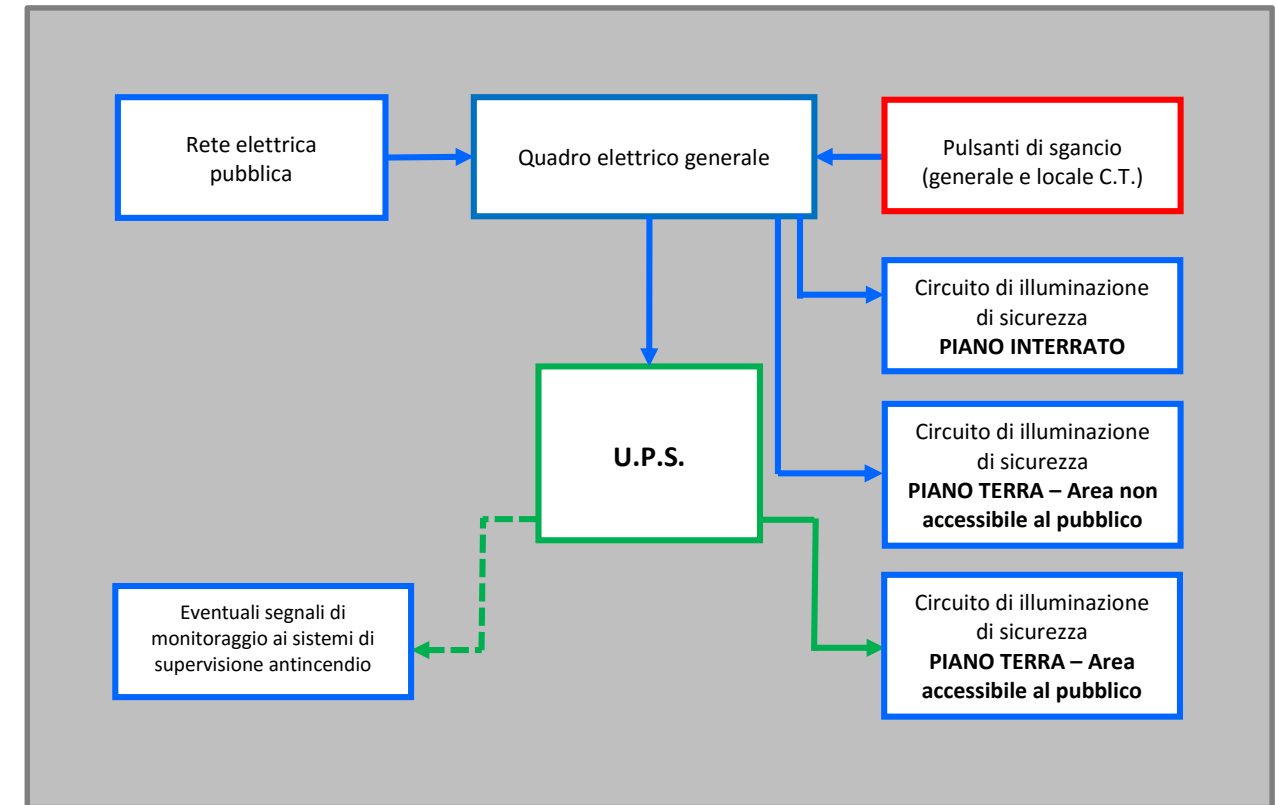 Rete elettrica
pubblica
Quadro elettrico generale
Pulsanti di sgancio
(generale e locale C.T.)
Circuito di illuminazione
di sicurezza
PIANO INTERRATO
U.P.S.
Circuito di illuminazione
di sicurezza
PIANO TERRA – Area non
accessibile al pubblico
Eventuali segnali di
monitoraggio ai sistemi di
supervisione antincendio
Circuito di illuminazione
di sicurezza
PIANO TERRA – Area
accessibile al pubblico